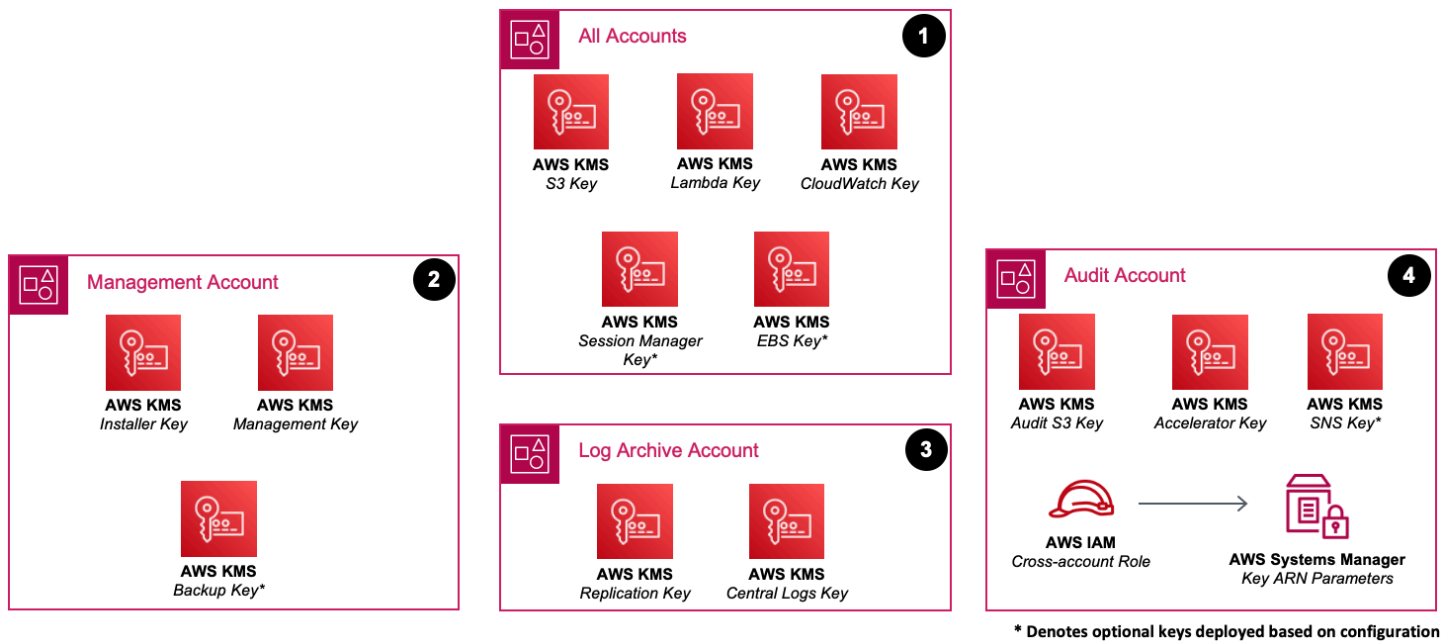 All Accounts
1
AWS KMS
S3 Key
AWS KMS
Lambda Key
AWS KMS
CloudWatch Key
AWS KMS
Session Manager
Key*
AWS KMS
EBS Key*
Management Account
2
AWS KMS
Installer Key
AWS KMS
Management Key
AWS KMS
Backup Key*
Log Archive Account
3
AWS KMS
Replication Key
AWS KMS
Central Logs Key
Audit Account
4
AWS KMS
Audit S3 Key
AWS KMS
Accelerator Key
AWS KMS
SNS Key*
AWS IAM
Cross-account Role
AWS Systems Manager
Key ARN Parameters
* Denotes optional keys deployed based on configuration